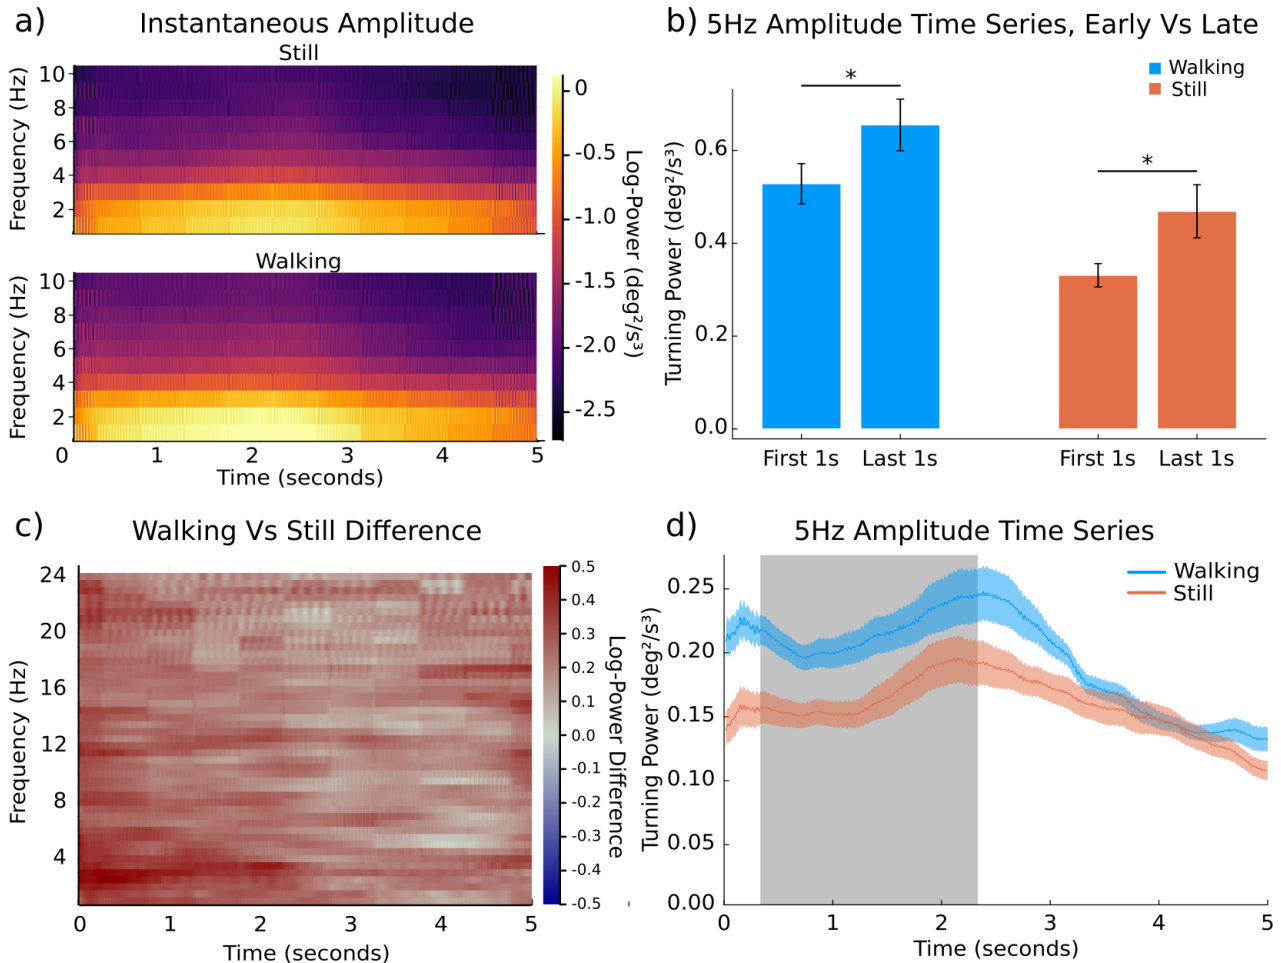 a) Instantaneous Amplitude
Still
10
8
6
4
2
Frequency (Hz)
Walking
10
8
6
4
2
Frequency (Hz)
0 1 2 3 4 5
Time (seconds)
0
-0.5
-1.0
-1.5
-2.0
-2.5
Log-Power (deg²/s³)
b) 5Hz Amplitude Time Series, Early Vs Late
Walking
Still
*
*
0.6
0.4
0.2
0.0
Turning Power (deg²/s³)
First 1s Last 1s First 1s Last 1s
c) Walking Vs Still Difference
24
20
16
12
8
4
Frequency (Hz)
0 1 2 3 4 5
Time (seconds)
0.5
0.4
0.3
0.2
0.1
0.0
-0.1
-0.2
-0.3
-0.4
-0.5
Log-Power Difference
d) 5Hz Amplitude Time Series
Walking
Still
0.25
0.20
0.15
0.10
0.05
0.00
Turning Power (deg²/s³)
0 1 2 3 4 5
Time (seconds)